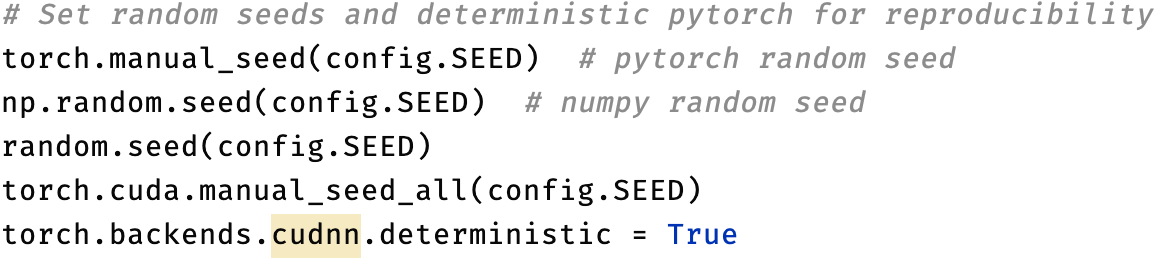 # Set random seeds and deterministic pytorch for reproducibility
torch.manual_seed(config.SEED)  # pytorch random seed
np.random.seed(config.SEED)  # numpy random seed
random.seed(config.SEED)
torch.cuda.manual_seed_all(config.SEED)
torch.backends.cudnn.deterministic = True